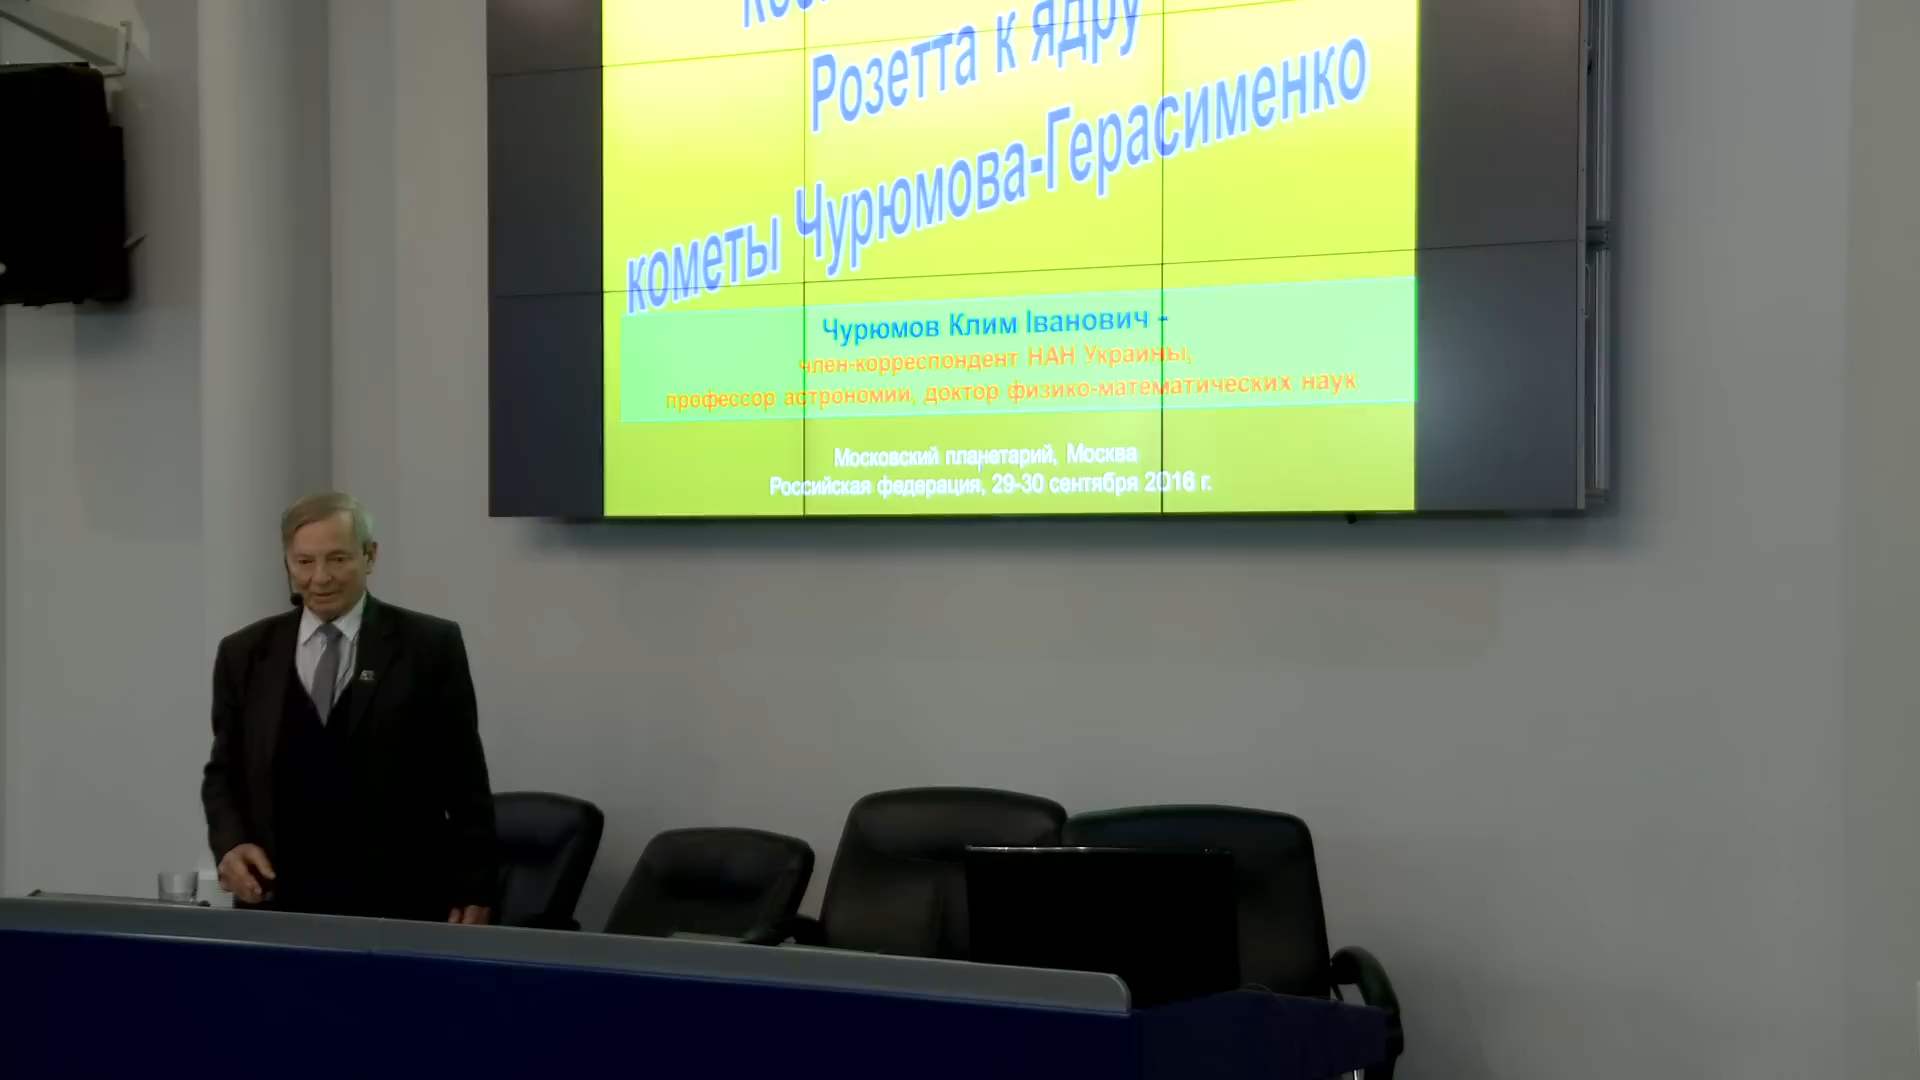 Розетта к ядру
кометы Чурюмова-Герасименко
Чурюмов Клим Іванович -
член-корреспондент НАН Украины,
профессор астрономии, доктор физико-математических наук
Московский планетарий, Москва
Российская федерация, 29-30 сентября 2016 г.